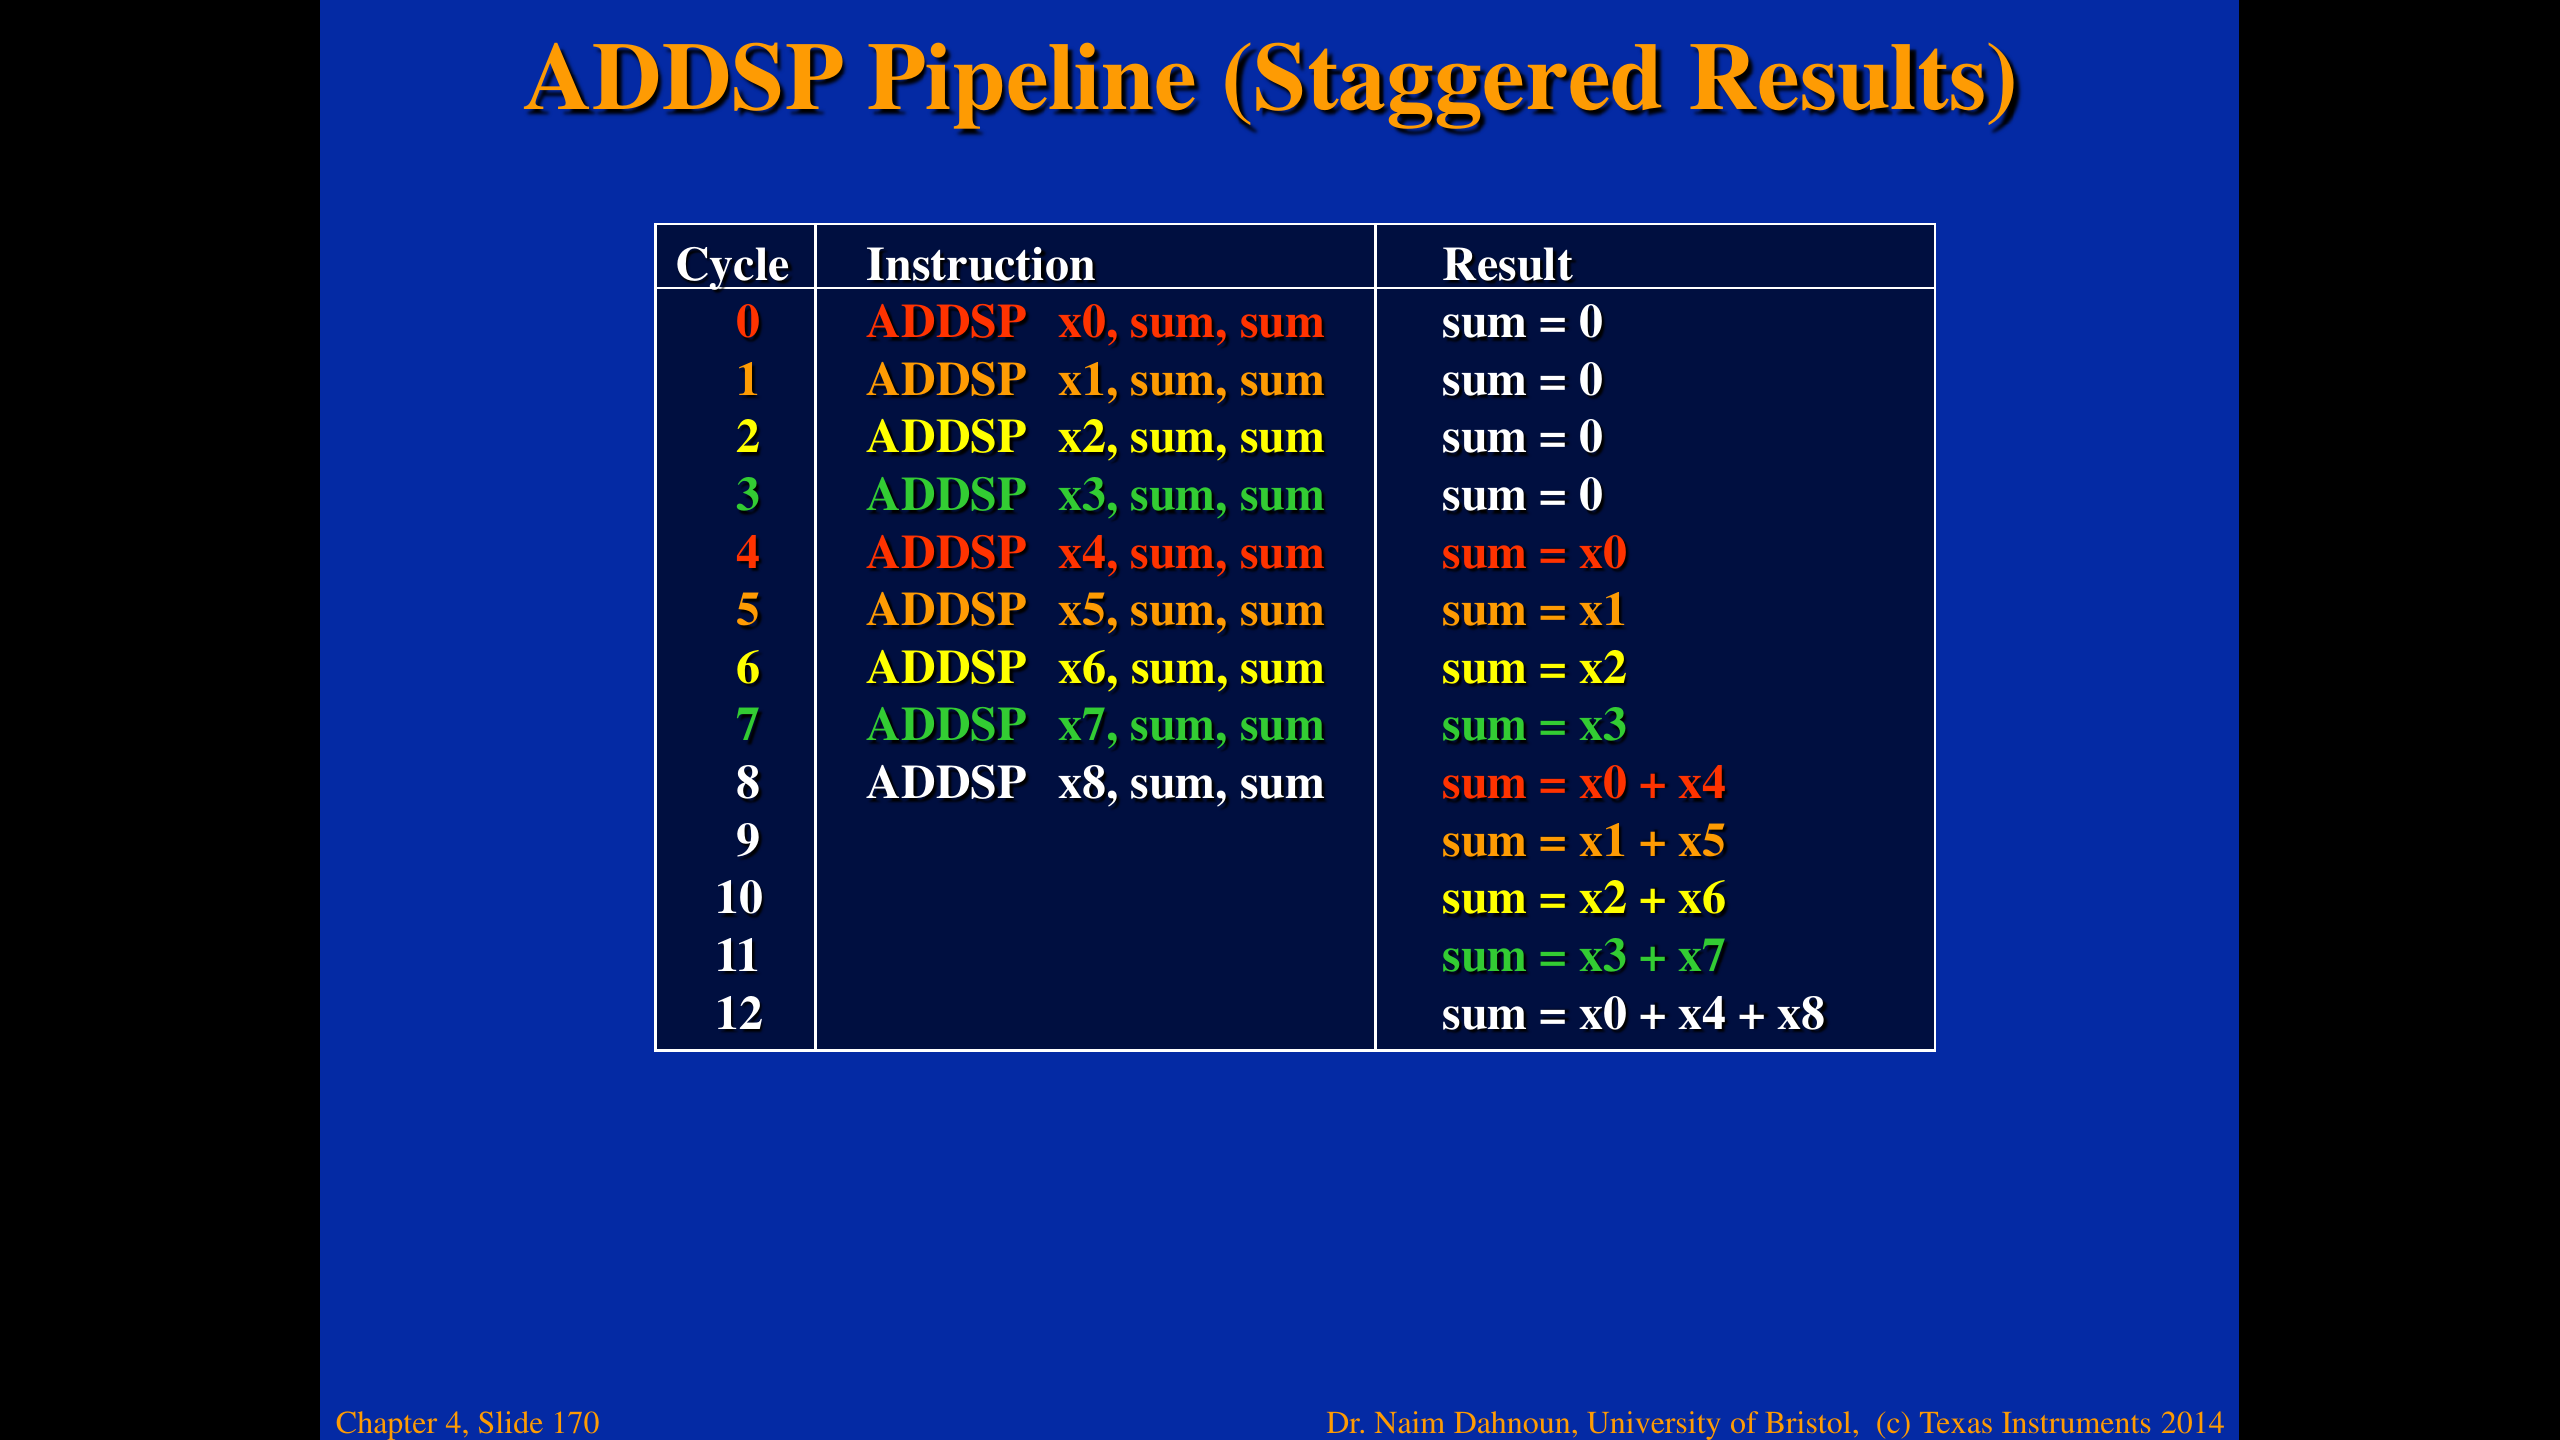 ADDSP Pipeline (Staggered Results)
Cycle Instruction Result
0 ADDSP x0, sum, sum sum = 0
1 ADDSP x1, sum, sum sum = 0
2 ADDSP x2, sum, sum sum = 0
3 ADDSP x3, sum, sum sum = 0
4 ADDSP x4, sum, sum sum = x0
5 ADDSP x5, sum, sum sum = x1
6 ADDSP x6, sum, sum sum = x2
7 ADDSP x7, sum, sum sum = x3
8 ADDSP x8, sum, sum sum = x0 + x4
9 sum = x1 + x5
10 sum = x2 + x6
11 sum = x3 + x7
12 sum = x0 + x4 + x8
Chapter 4, Slide 170
Dr. Naim Dahnoun, University of Bristol, (c) Texas Instruments 2014